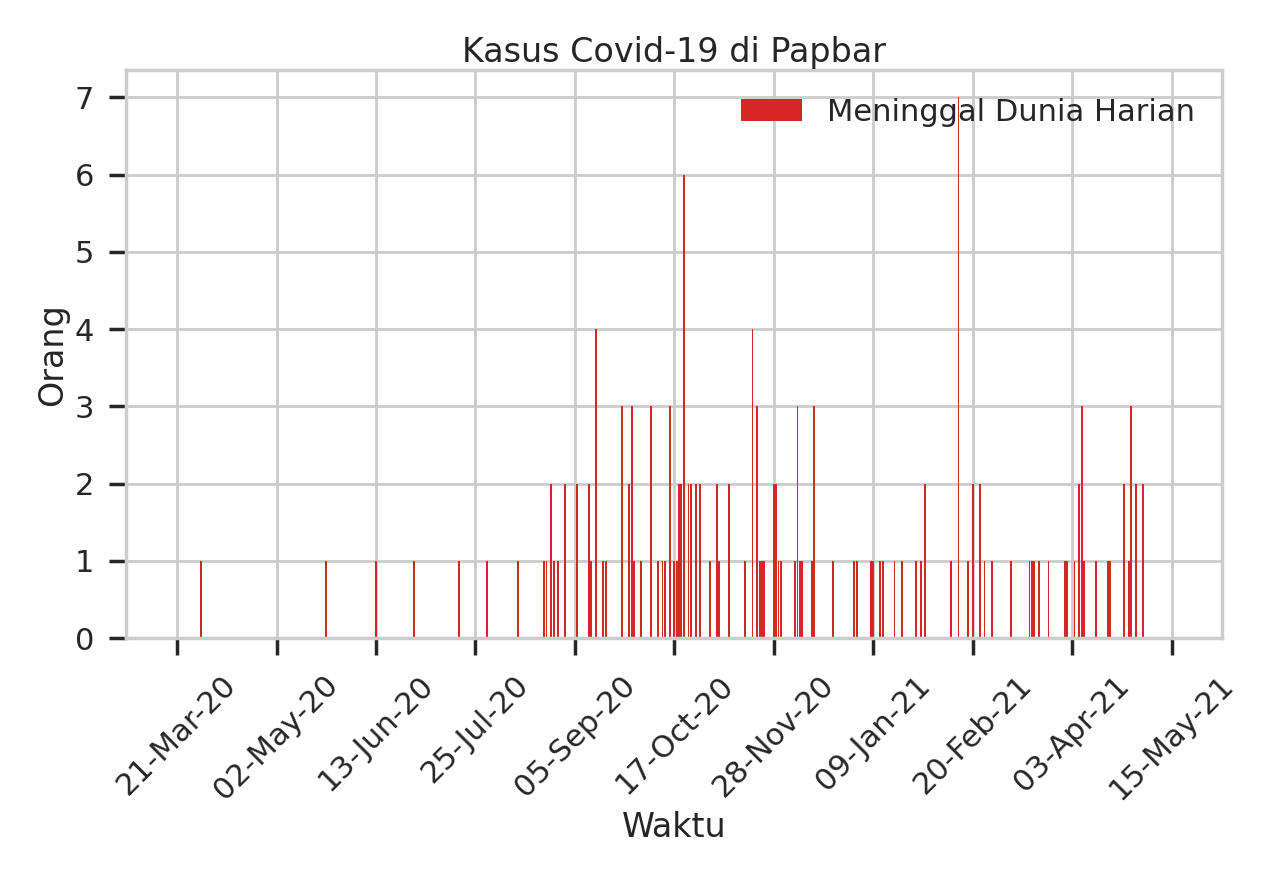 Kasus Covid-19 di Papbar
Meninggal Dunia Harian
Orang
7
6
5
4
3
2
1
0
21-Mar-20
02-May-20
13-Jun-20
25-Jul-20
05-Sep-20
17-Oct-20
28-Nov-20
09-Jan-21
20-Feb-21
03-Apr-21
15-May-21
Waktu